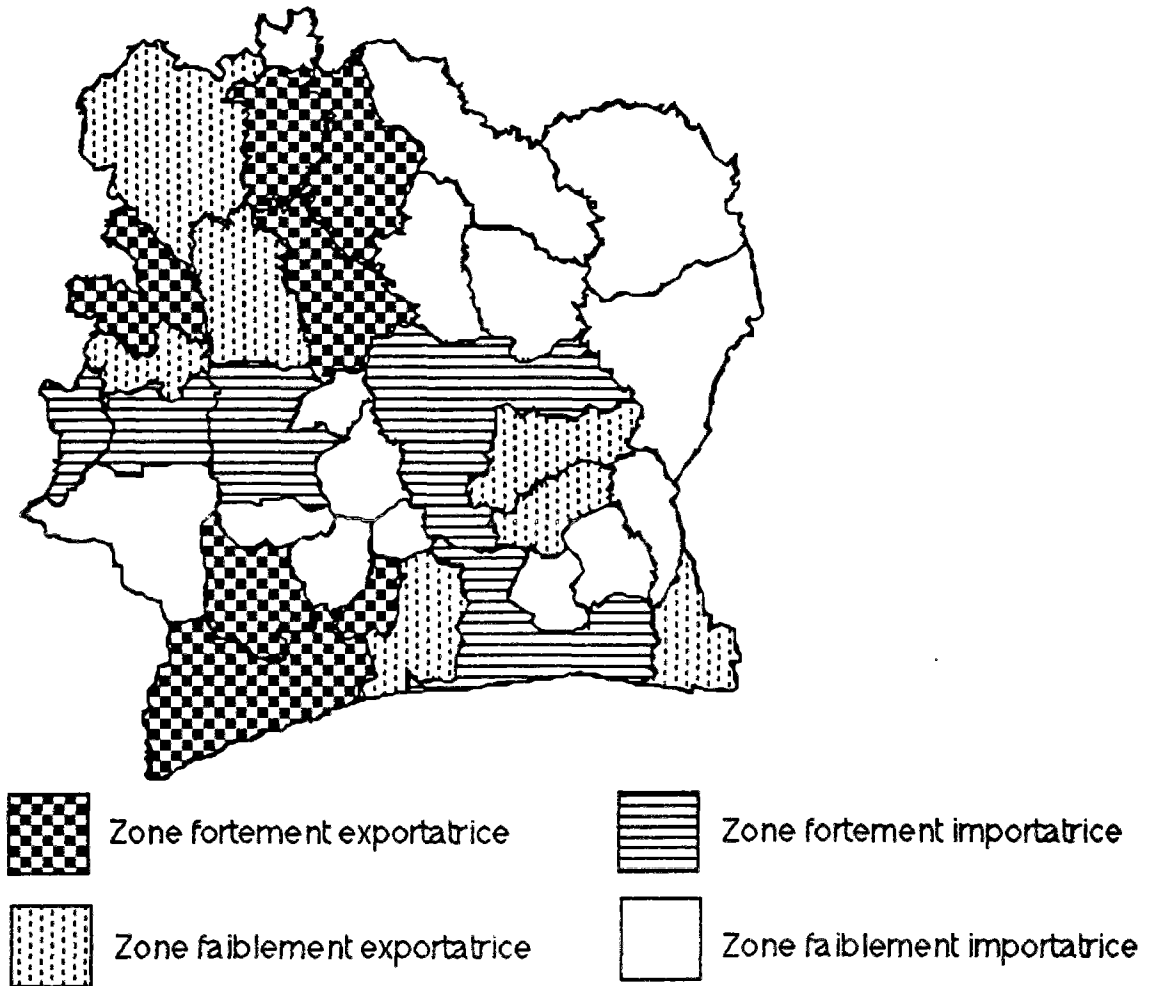 Zone fortement exportatrice
Zone fortement importatrice
Zone faiblement exportatrice
Zone faiblement importatrice